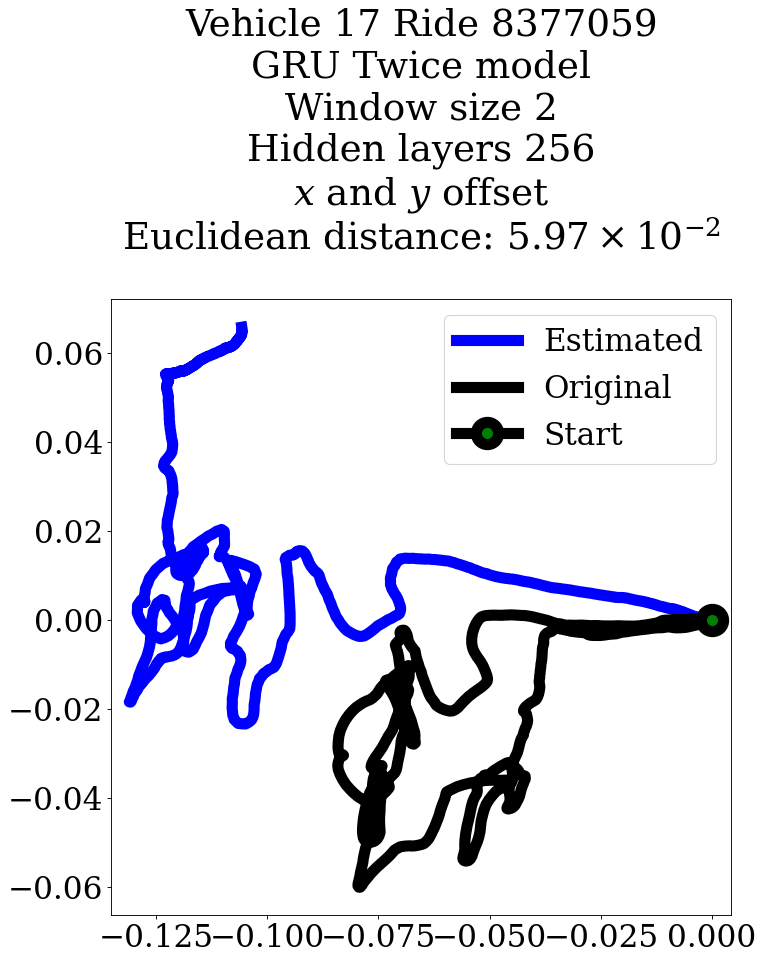 Vehicle 17 Ride 8377059
GRU Twice model
Window size 2
Hidden layers 256
x and y offset
Euclidean distance: 5.97 × 10⁻²
Estimated
Original
Start
0.06
0.04
0.02
0.00
−0.02
−0.04
−0.06
−0.125 −0.100 −0.075 −0.050 −0.025 0.000